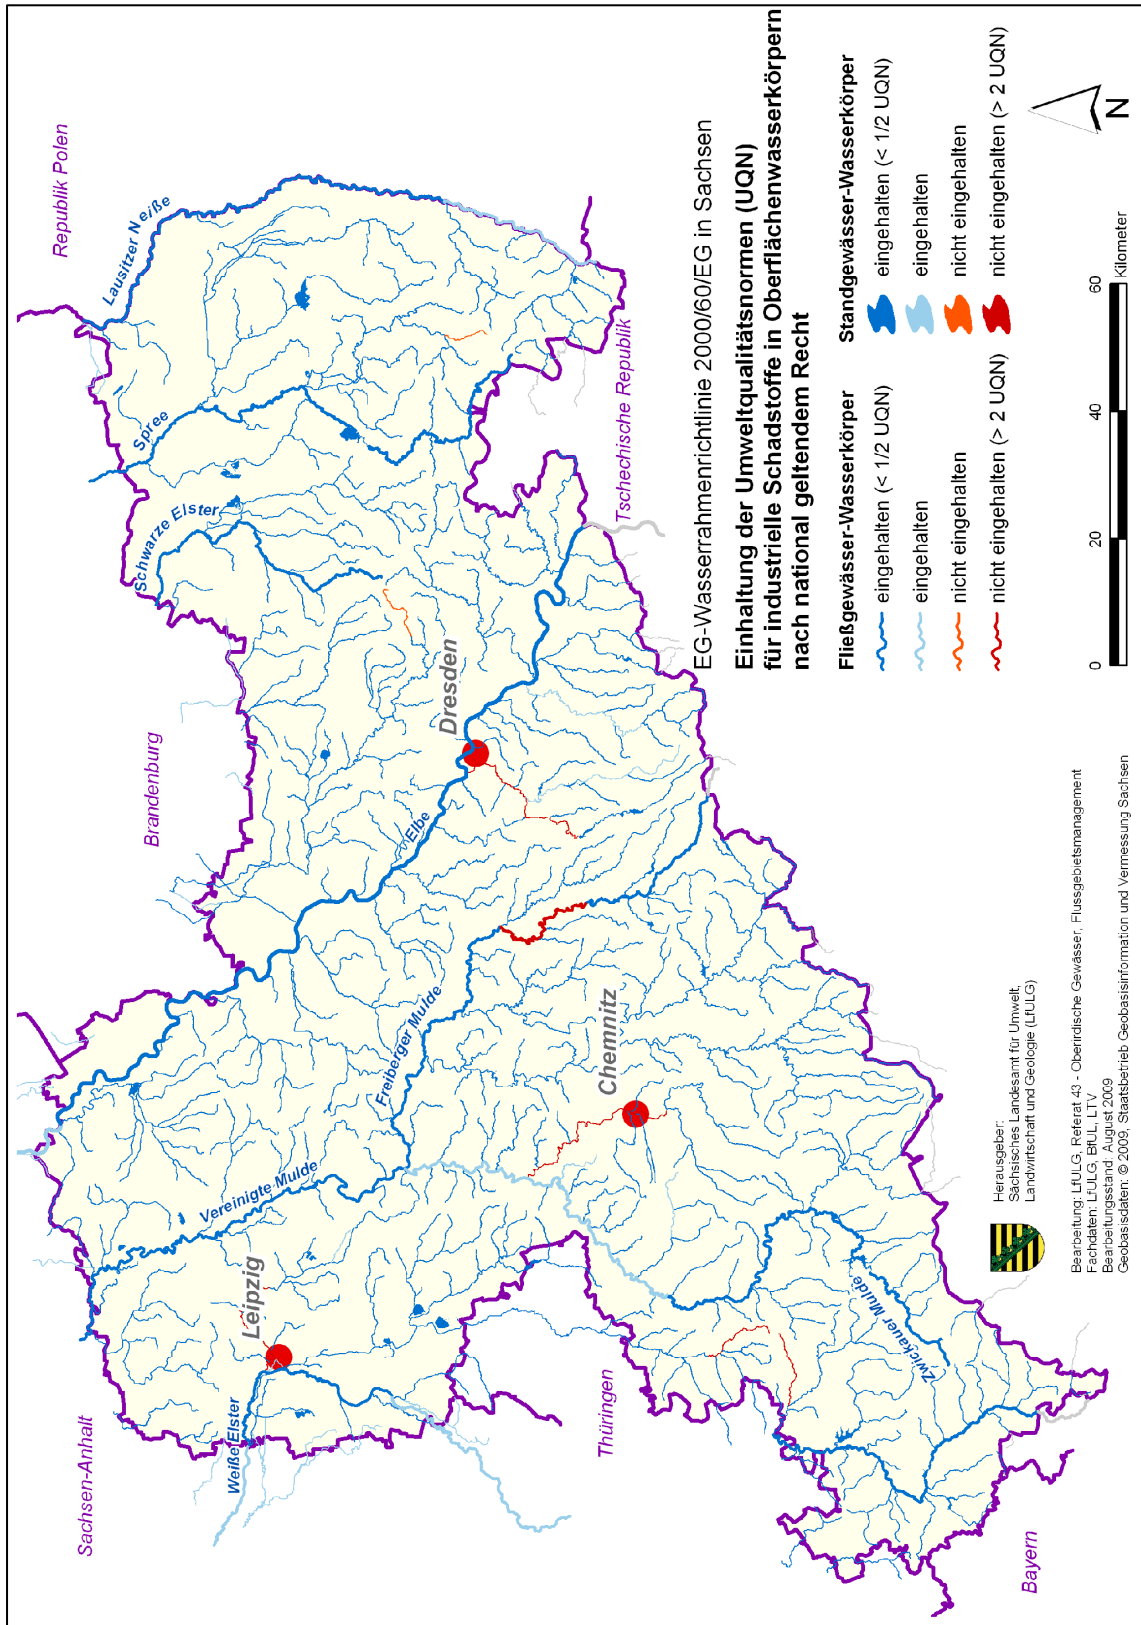 EG-Wasserrahmenrichtlinie 2000/60/EG in Sachsen
Einhaltung der Umweltqualitätsnormen (UQN)
für industrielle Schadstoffe in Oberflächenwasserkörpern
nach national geltendem Recht
Fließgewässer-Wasserkörper
eingehalten (< 1/2 UQN)
eingehalten
nicht eingehalten
nicht eingehalten (> 2 UQN)
Standgewässer-Wasserkörper
eingehalten (< 1/2 UQN)
eingehalten
nicht eingehalten
nicht eingehalten (> 2 UQN)
0 20 40 60
Kilometer
N
Sachsen-Anhalt
Brandenburg
Republik Polen
Tschechische Republik
Thüringen
Bayern
Leipzig
Dresden
Chemnitz
Weiße Elster
Vereinigte Mulde
Freiberger Mulde
Zwickauer Mulde
Elbe
Schwarze Elster
Spree
Lausitzer Neiße
Herausgeber:
Sächsisches Landesamt für Umwelt,
Landwirtschaft und Geologie (LfULG)
Bearbeitung: LfULG, Referat 43 - Oberirdische Gewässer, Flussgebietsmanagement
Fachdaten: LfULG, BfUL, LTV
Bearbeitungsstand: August 2009
Geobasisdaten: © 2009, Staatsbetrieb Geobasisinformation und Vermessung Sachsen